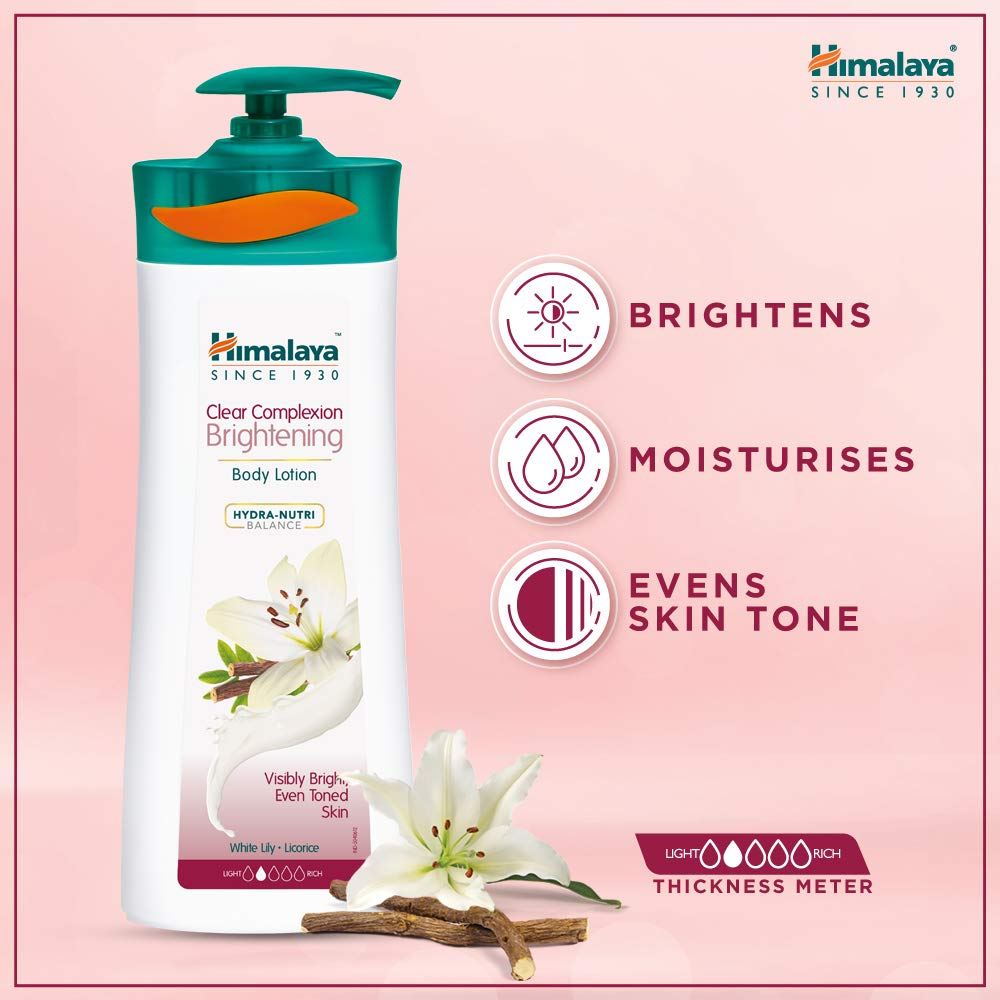 Himalaya®
SINCE 1930
Himalaya™
SINCE 1930
Clear Complexion
Brightening
Body Lotion
HYDRA-NUTRI
BALANCE
Visibly Bright,
Even Toned
Skin
White Lily • Licorice
LIGHT RICH
BRIGHTENS
MOISTURISES
EVENS
SKIN TONE
LIGHT RICH
THICKNESS METER